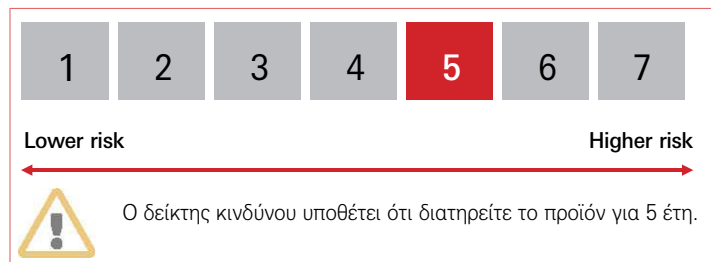 1 2 3 4 5 6 7
Lower risk Higher risk
Ο δείκτης κινδύνου υποθέτει ότι διατηρείτε το προϊόν για 5 έτη.